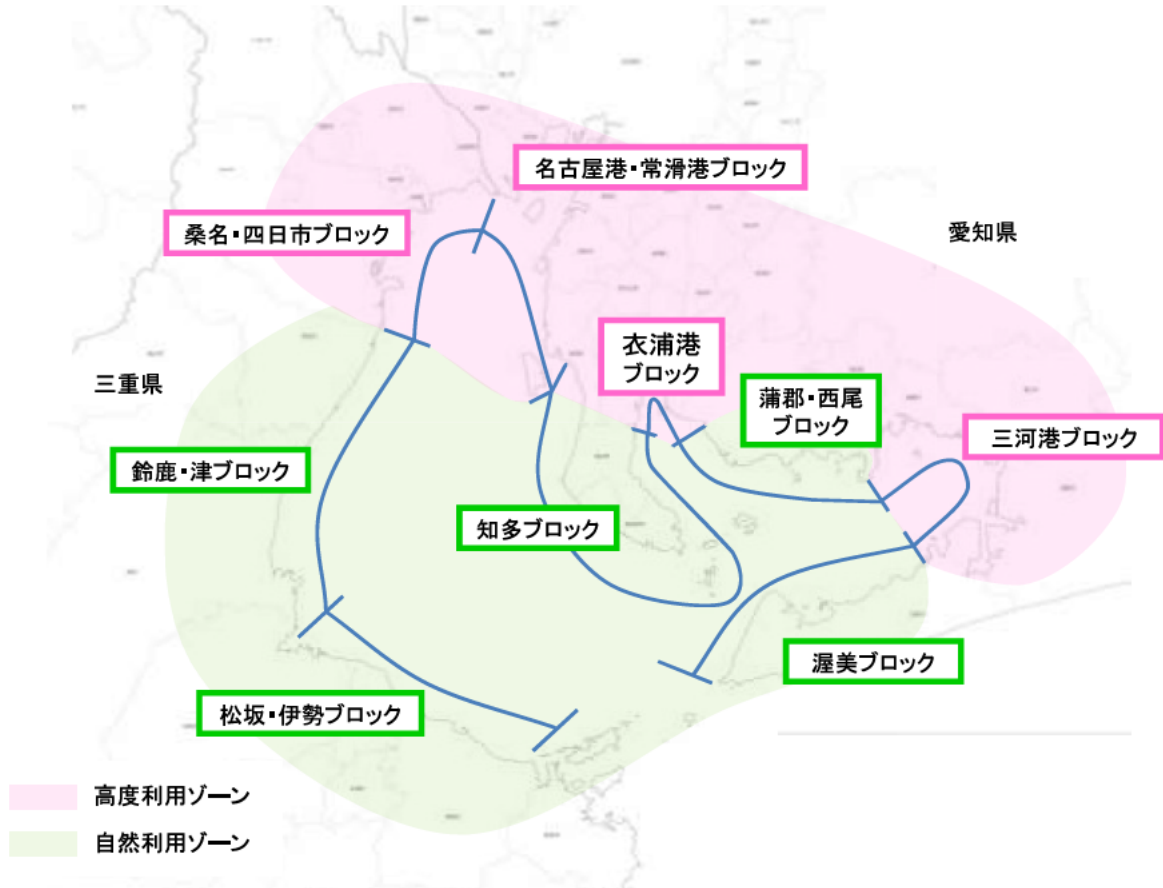 名古屋港・常滑港ブロック
桑名・四日市ブロック
愛知県
衣浦港
ブロック
三重県
蒲郡・西尾
ブロック
三河港ブロック
鈴鹿・津ブロック
知多ブロック
渥美ブロック
松坂・伊勢ブロック
高度利用ゾーン
自然利用ゾーン